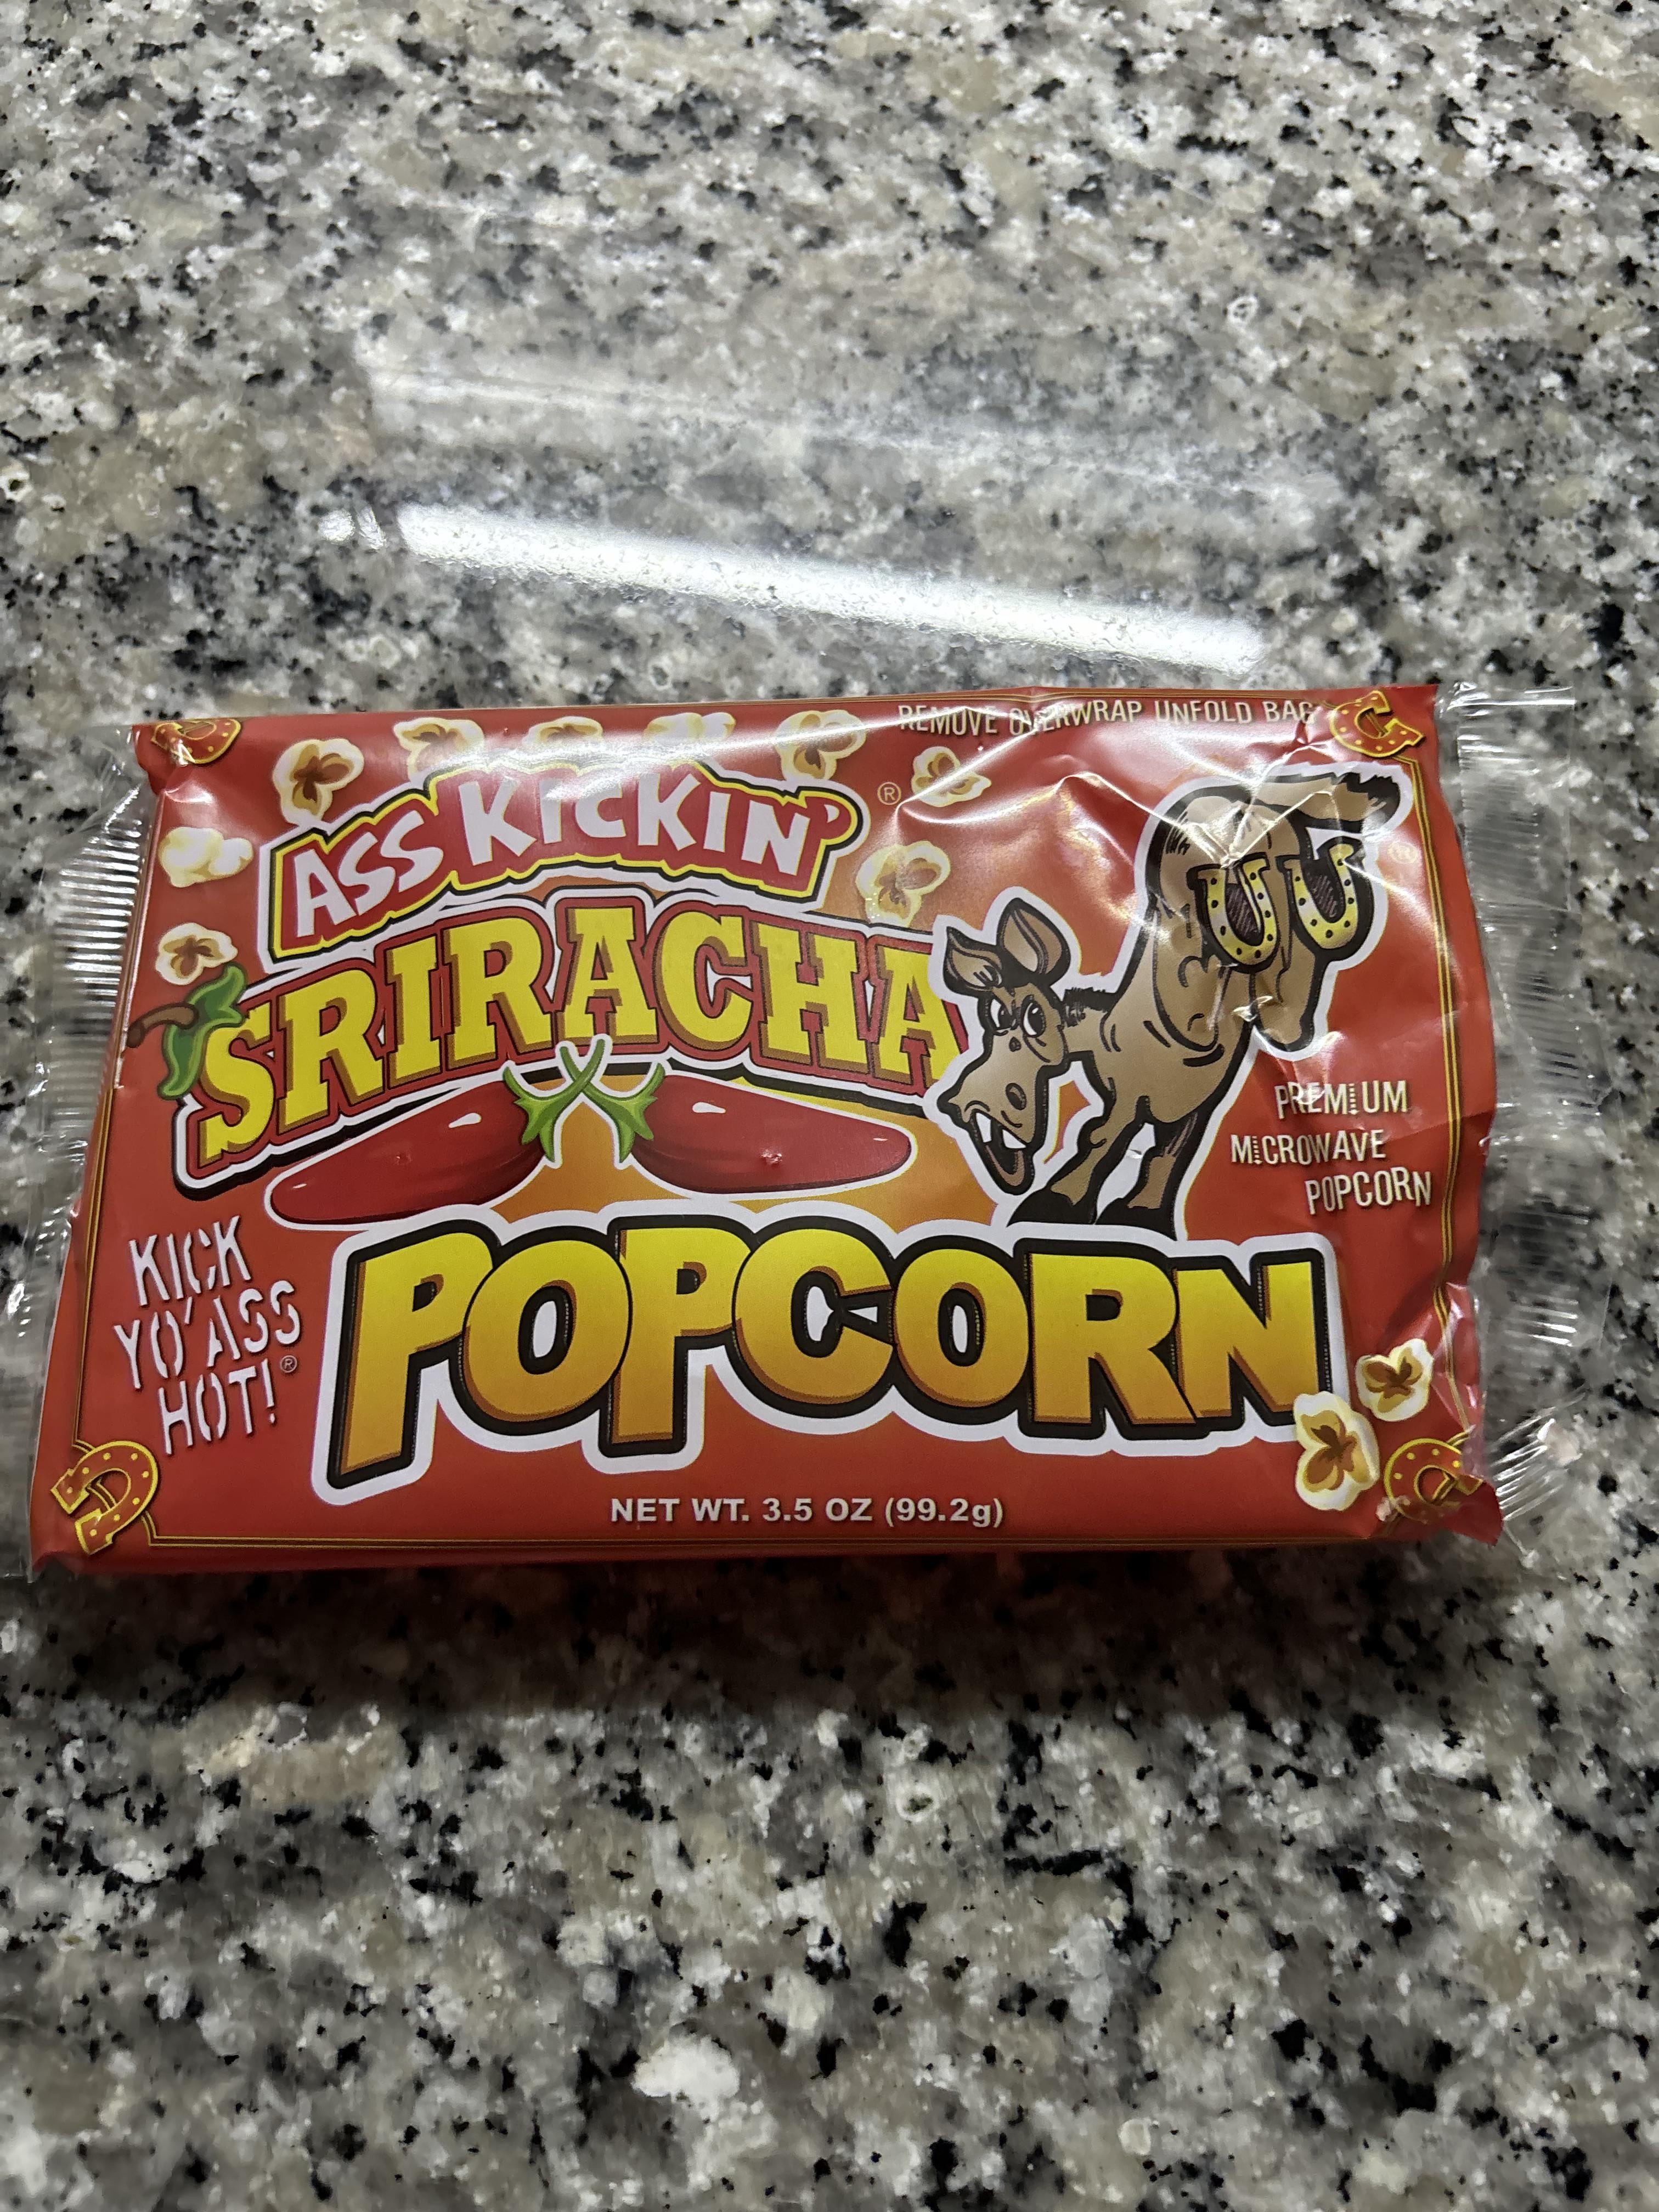 REMOVE OVERWRAP UNFOLD BAG
ASS KICKIN' ®
SRIRACHA
PREMIUM
MICROWAVE
POPCORN
KICK
YO' ASS
HOT!®
POPCORN
NET WT. 3.5 OZ (99.2g)